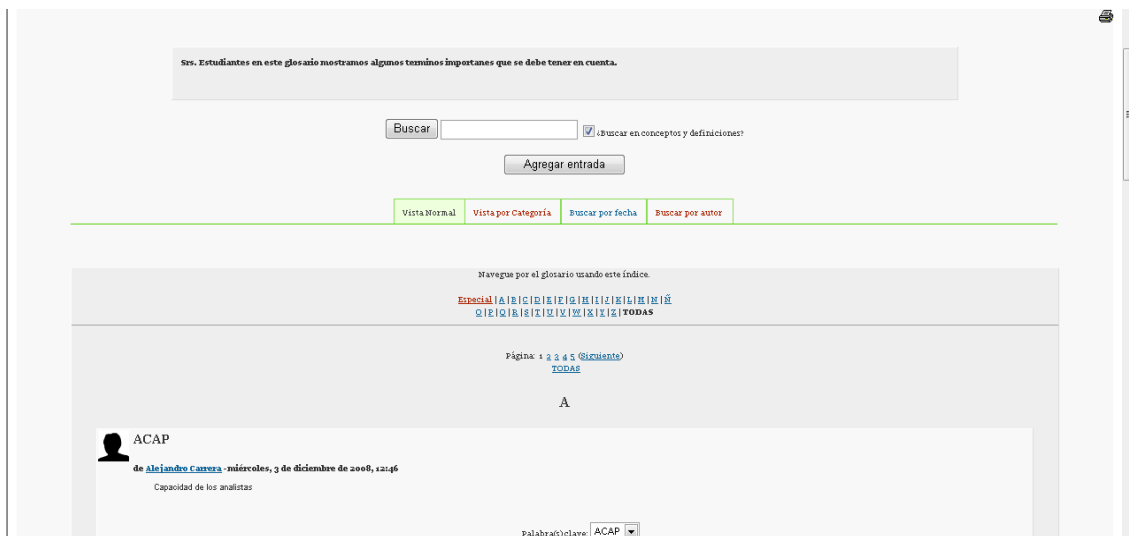 Srs. Estudiantes en este glosario mostramos algunos terminos importanes que se debe tener en cuenta.
Buscar ¿Buscar en conceptos y definiciones?
Agregar entrada
Vista Normal Vista por Categoría Buscar por fecha Buscar por autor
Navegue por el glosario usando este índice.
Especial | A | B | C | D | E | F | G | H | I | J | K | L | M | N | Ñ
O | P | Q | R | S | T | U | V | W | X | Y | Z | TODAS
Página: 1 2 3 4 5 (Siguiente)
TODAS
A
ACAP
de Alejandro Carrera - miércoles, 3 de diciembre de 2008, 12:46
Capacidad de los analistas
Palabra(s) clave: ACAP